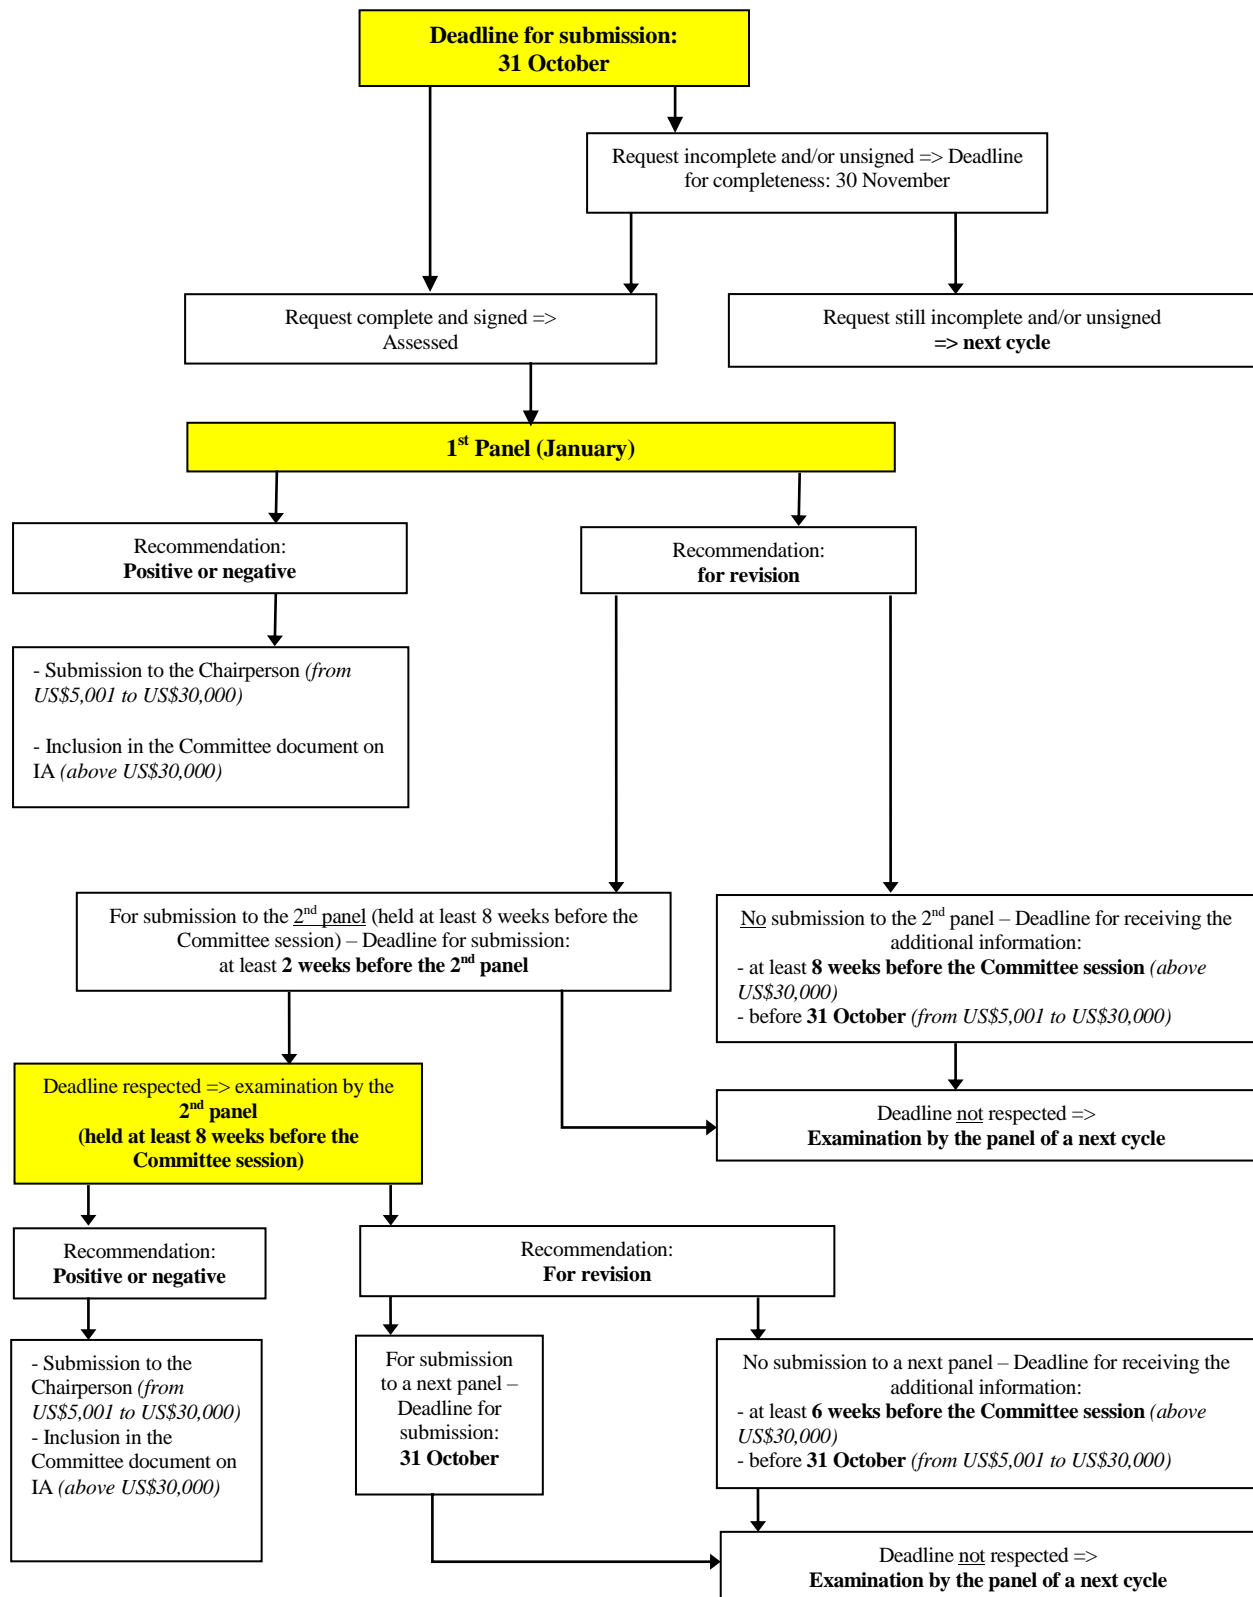 Deadline for submission:
31 October
Request incomplete and/or unsigned => Deadline
for completeness: 30 November
Request complete and signed =>
Assessed
Request still incomplete and/or unsigned
=> next cycle
1st Panel (January)
Recommendation:
Positive or negative
Recommendation:
for revision
- Submission to the Chairperson (from
US$5,001 to US$30,000)
- Inclusion in the Committee document on
IA (above US$30,000)
For submission to the 2nd panel (held at least 8 weeks before the
Committee session) – Deadline for submission:
at least 2 weeks before the 2nd panel
No submission to the 2nd panel – Deadline for receiving the
additional information:
- at least 8 weeks before the Committee session (above
US$30,000)
- before 31 October (from US$5,001 to US$30,000)
Deadline respected => examination by the
2nd panel
(held at least 8 weeks before the
Committee session)
Deadline not respected =>
Examination by the panel of a next cycle
Recommendation:
Positive or negative
Recommendation:
For revision
- Submission to the
Chairperson (from
US$5,001 to US$30,000)
- Inclusion in the
Committee document on
IA (above US$30,000)
For submission
to a next panel –
Deadline for
submission:
31 October
No submission to a next panel – Deadline for receiving the
additional information:
- at least 6 weeks before the Committee session (above
US$30,000)
- before 31 October (from US$5,001 to US$30,000)
Deadline not respected =>
Examination by the panel of a next cycle